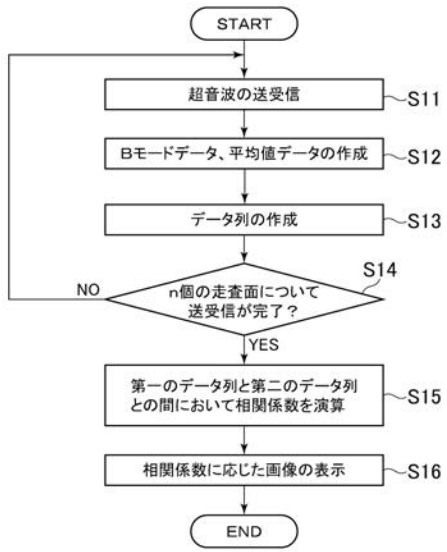 START
超音波の送受信
S11
Bモードデータ、平均値データの作成
S12
データ列の作成
S13
S14
n個の走査面について
送受信が完了？
NO
YES
第一のデータ列と第二のデータ列
との間において相関係数を演算
S15
相関係数に応じた画像の表示
S16
END